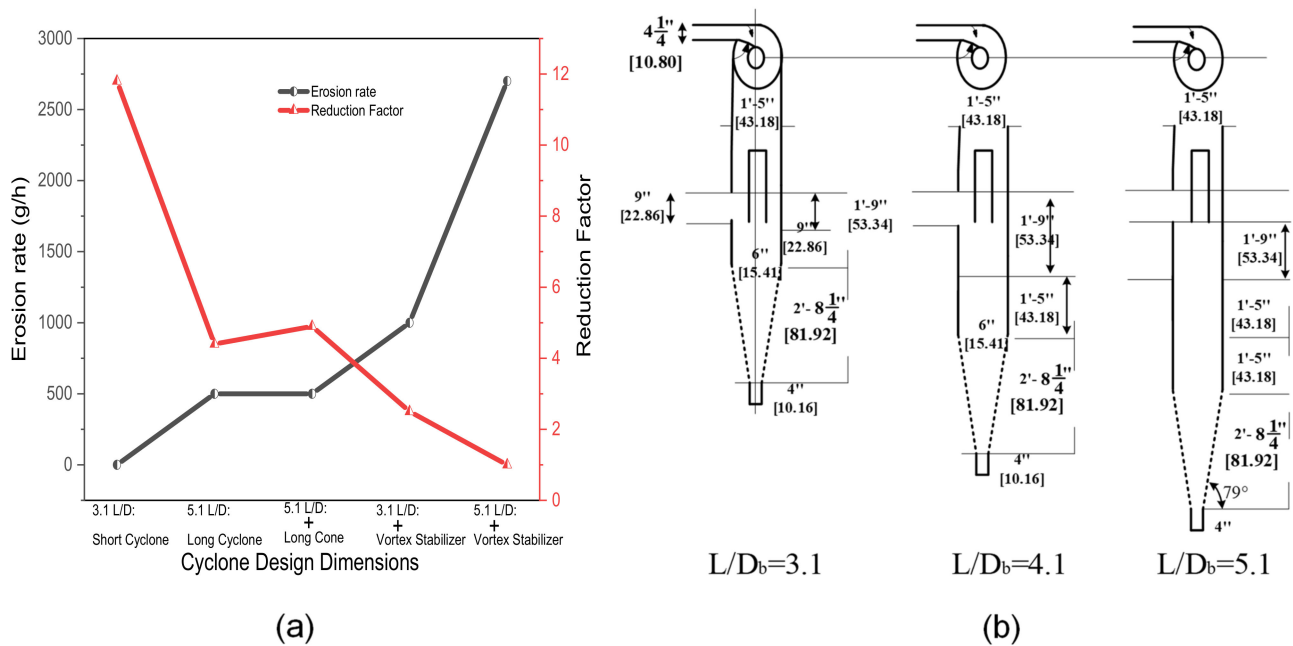 3000
2500
2000
1500
1000
500
0
Erosion rate (g/h)
Erosion rate
Reduction Factor
12
10
8
6
4
2
0
Reduction Factor
3.1 L/D:
Short Cyclone
5.1 L/D:
Long Cyclone
5.1 L/D:
+
Long Cone
3.1 L/D:
+
Vortex Stabilizer
5.1 L/D:
+
Vortex Stabilizer
Cyclone Design Dimensions
(a)
4 1/4"
[10.80]
1'-5"
[43.18]
9"
[22.86]
9"
[22.86]
1'-9"
[53.34]
6"
[15.41]
2'- 8 1/4"
[81.92]
4"
[10.16]
L/Db=3.1
1'-5"
[43.18]
1'-9"
[53.34]
1'-5"
[43.18]
6"
[15.41]
2'- 8 1/4"
[81.92]
4"
[10.16]
L/Db=4.1
1'-5"
[43.18]
1'-9"
[53.34]
1'-5"
[43.18]
1'-5"
[43.18]
2'- 8 1/4"
[81.92]
79°
4"
L/Db=5.1
(b)